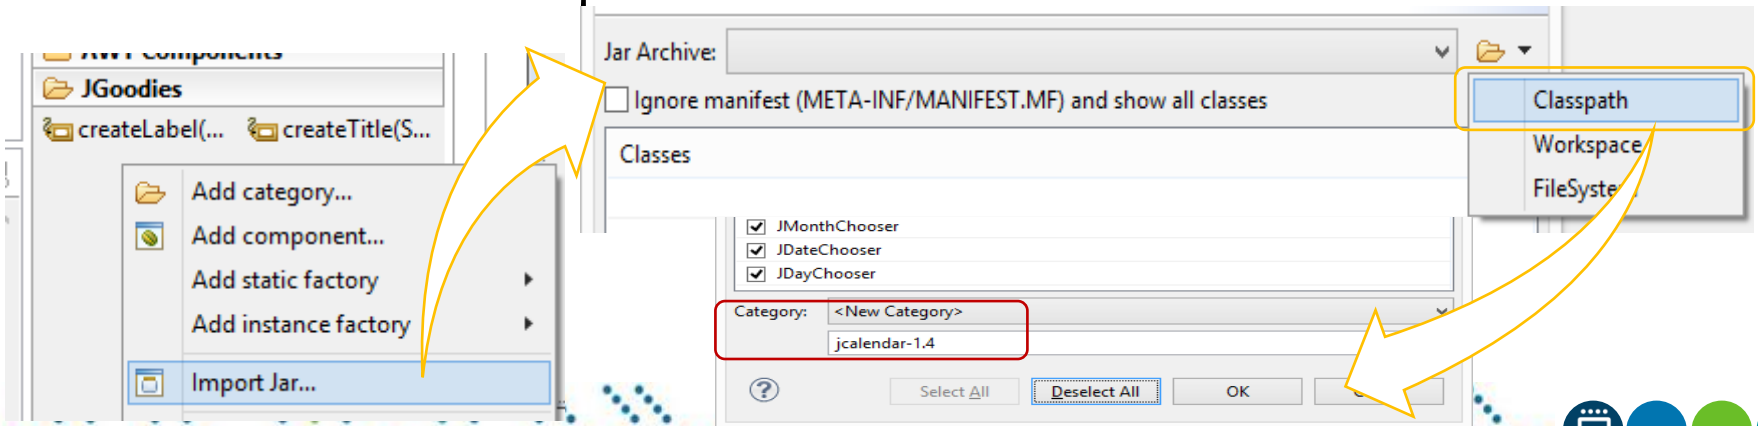 Components
JGoodies
createLabel(...
createTitle(S...
Add category...
Add component...
Add static factory
Add instance factory
Import Jar...
Jar Archive:
Ignore manifest (META-INF/MANIFEST.MF) and show all classes
Classes
Classpath
Workspace
FileSystem
JMonthChooser
JDateChooser
JDayChooser
Category: <New Category>
jcalendar-1.4
Select All
Deselect All
OK